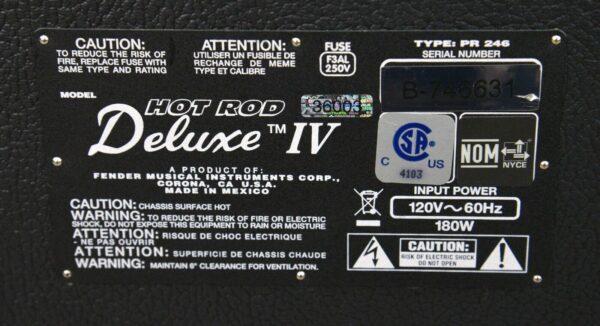 CAUTION:
TO REDUCE THE RISK OF
FIRE, REPLACE FUSE WITH
SAME TYPE AND RATING
ATTENTION:
UTILISER UN FUSIBLE DE
RECHANGE DE MEME
TYPE ET CALIBRE
FUSE
F3AL
250V
TYPE: PR 246
SERIAL NUMBER
B-746631
MODEL
HOT ROD
36003
Deluxe™ IV
A PRODUCT OF:
FENDER MUSICAL INSTRUMENTS CORP.,
CORONA, CA U.S.A.
MADE IN MEXICO
C SA US
4103
NOM NYCE
INPUT POWER
120V~60Hz
180W
CAUTION: CHASSIS SURFACE HOT
WARNING: TO REDUCE THE RISK OF FIRE OR ELECTRIC
SHOCK, DO NOT EXPOSE THIS EQUIPMENT TO RAIN OR MOISTURE
ATTENTION: RISQUE DE CHOC ELECTRIQUE
- NE PAS OUVRIR
ATTENTION: SUPERFICIE DE CHASSIS CHAUDE
WARNING: MAINTAIN 6" CLEARANCE FOR VENTILATION.
CAUTION:
RISK OF ELECTRIC SHOCK
DO NOT OPEN